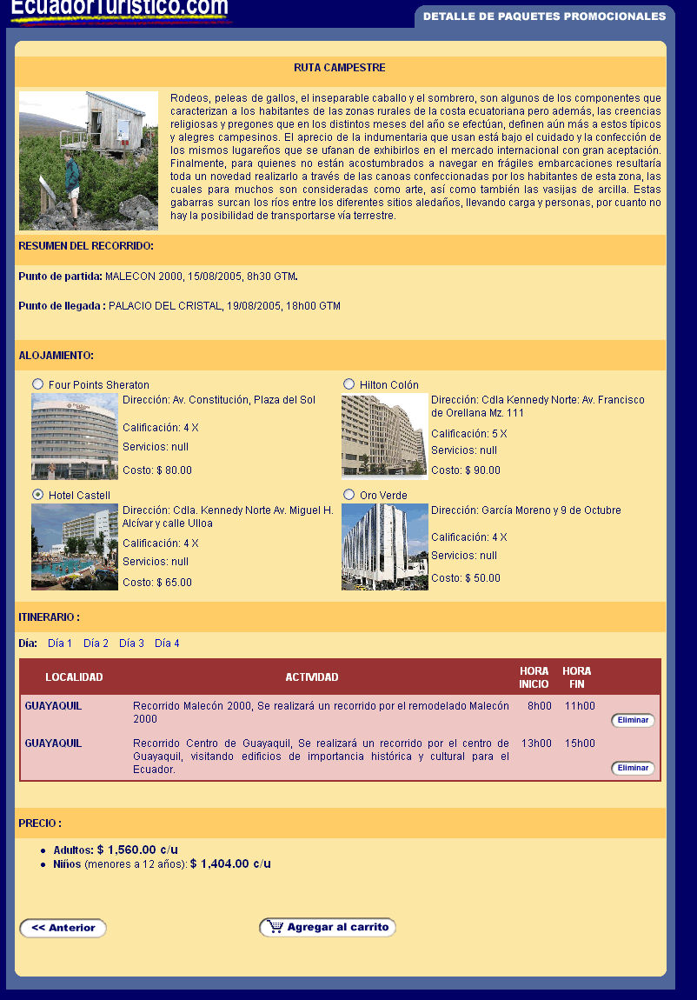 EcuadorTuristico.com
DETALLE DE PAQUETES PROMOCIONALES
RUTA CAMPESTRE
Rodeos, peleas de gallos, el inseparable caballo y el sombrero, son algunos de los componentes que
caracterizan a los habitantes de las zonas rurales de la costa ecuatoriana pero además, las creencias
religiosas y pregones que en los distintos meses del año se efectúan, definen aún más a estos típicos
y alegres campesinos. El aprecio de la indumentaria que usan está bajo el cuidado y la confección de
los mismos lugareños que se ufanan de exhibirlos en el mercado internacional con gran aceptación.
Finalmente, para quienes no están acostumbrados a navegar en frágiles embarcaciones resultaría
toda un novedad realizarlo a través de las canoas confeccionadas por los habitantes de esta zona, las
cuales para muchos son consideradas como arte, así como también las vasijas de arcilla. Estas
gabarras surcan los ríos entre los diferentes sitios aledaños, llevando carga y personas, por cuanto no
hay la posibilidad de transportarse vía terrestre.
RESUMEN DEL RECORRIDO:
Punto de partida: MALECON 2000, 15/08/2005, 8h30 GTM.
Punto de llegada : PALACIO DEL CRISTAL, 19/08/2005, 18h00 GTM
ALOJAMIENTO:
Four Points Sheraton
Dirección: Av. Constitución, Plaza del Sol
Calificación: 4 X
Servicios: null
Costo: $ 80.00
Hilton Colón
Dirección: Cdla Kennedy Norte: Av. Francisco
de Orellana Mz. 111
Calificación: 5 X
Servicios: null
Costo: $ 90.00
Hotel Castell
Dirección: Cdla. Kennedy Norte Av. Miguel H.
Alcívar y calle Ulloa
Calificación: 4 X
Servicios: null
Costo: $ 65.00
Oro Verde
Dirección: García Moreno y 9 de Octubre
Calificación: 4 X
Servicios: null
Costo: $ 50.00
ITINERARIO :
Día: Día 1 Día 2 Día 3 Día 4
LOCALIDAD ACTIVIDAD HORA INICIO HORA FIN
GUAYAQUIL Recorrido Malecón 2000, Se realizará un recorrido por el remodelado Malecón 8h00 11h00
2000 Eliminar
GUAYAQUIL Recorrido Centro de Guayaquil, Se realizará un recorrido por el centro de 13h00 15h00
Guayaquil, visitando edificios de importancia histórica y cultural para el
Ecuador. Eliminar
PRECIO :
• Adultos: $ 1,560.00 c/u
• Niños (menores a 12 años): $ 1,404.00 c/u
<< Anterior Agregar al carrito